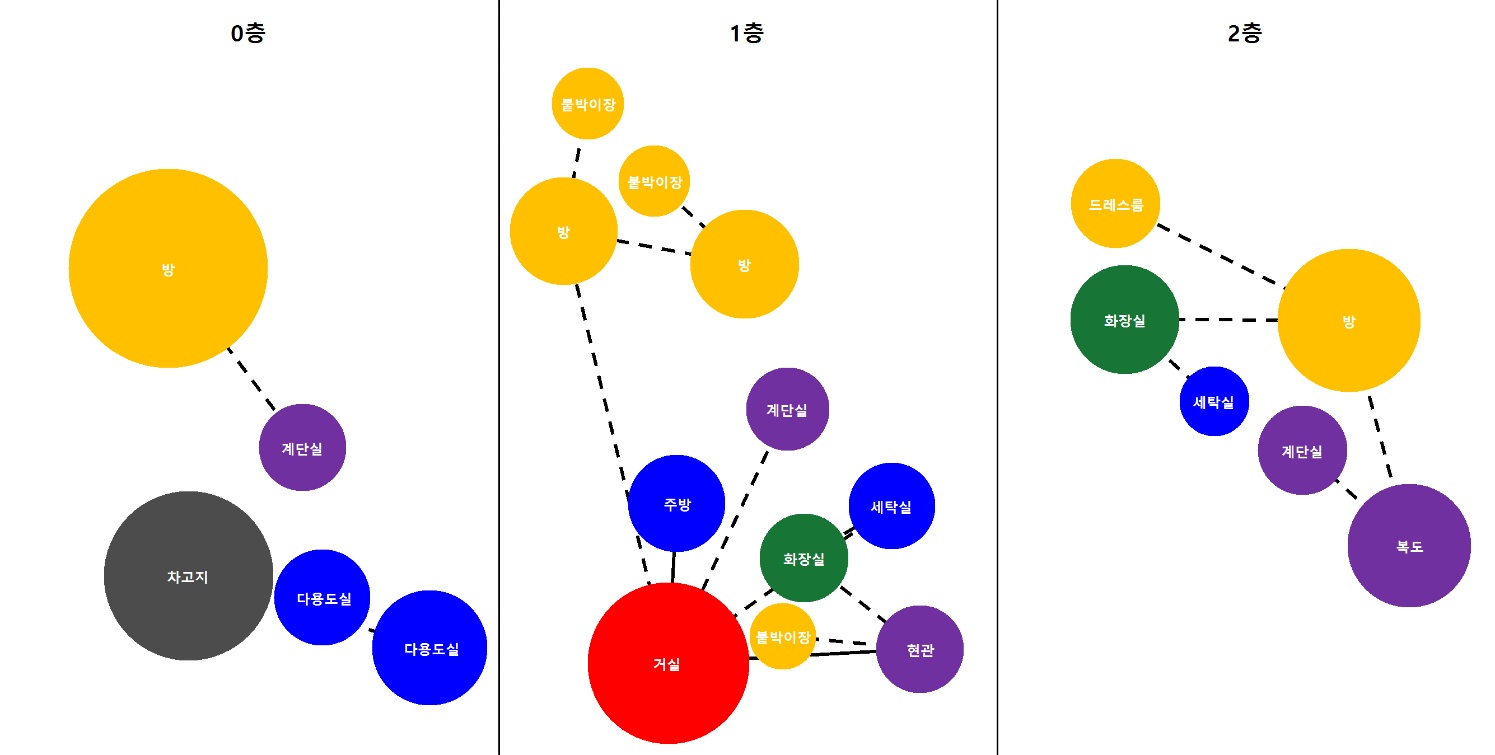 0층
방
계단실
차고지
다용도실
다용도실
1층
붙박이장
붙박이장
방
방
계단실
주방
세탁실
화장실
붙박이장
현관
거실
2층
드레스룸
화장실
방
세탁실
계단실
복도